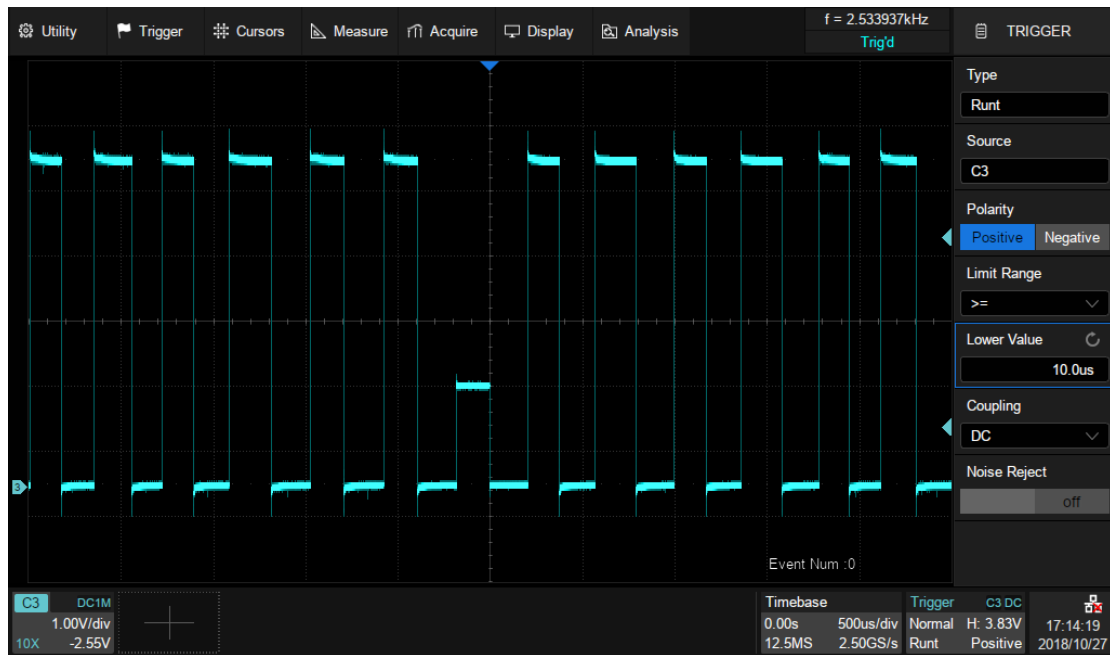 Utility Trigger Cursors Measure Acquire Display Analysis
f = 2.533937kHz
Trig'd
TRIGGER
Type
Runt
Source
C3
Polarity
Positive Negative
Limit Range
>=
Lower Value
10.0us
Coupling
DC
Noise Reject
off
3
Event Num :0
C3 DC1M
1.00V/div
10X -2.55V
Timebase
0.00s 500us/div
12.5MS 2.50GS/s
Trigger C3 DC
Normal H: 3.83V
Runt Positive
17:14:19
2018/10/27